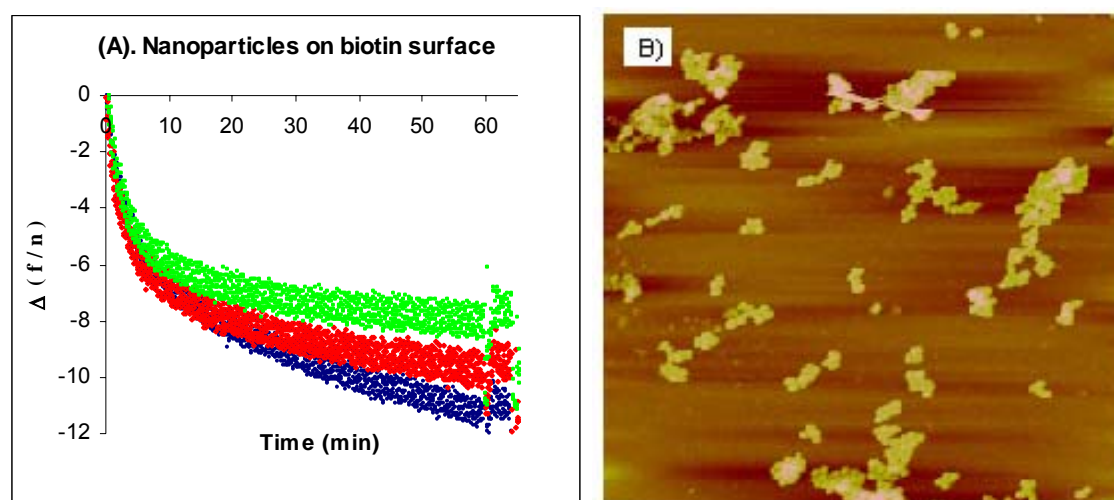 (A). Nanoparticles on biotin surface
0
-2
-4
-6
-8
-10
-12
0 10 20 30 40 50 60
Δ ( f / n )
Time (min)
B)